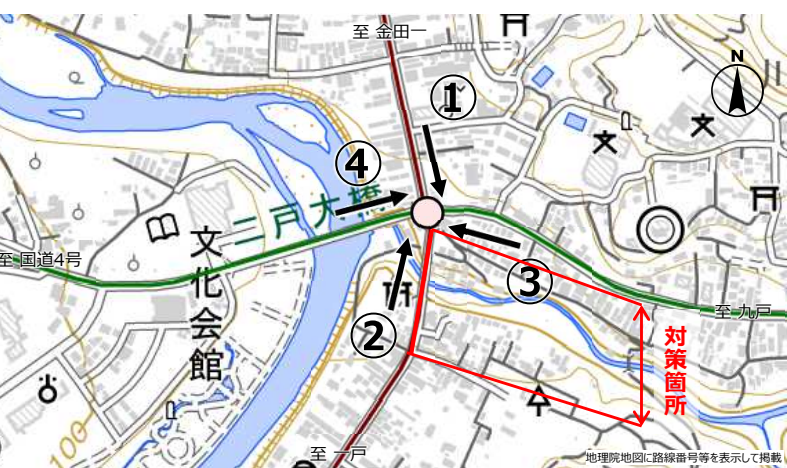 至 金田一
N
①
④
二戸大橋
至 国道4号
文化会館
③
②
至 九戸
対策箇所
100
至 一戸
地理院地図に路線番号等を表示して掲載